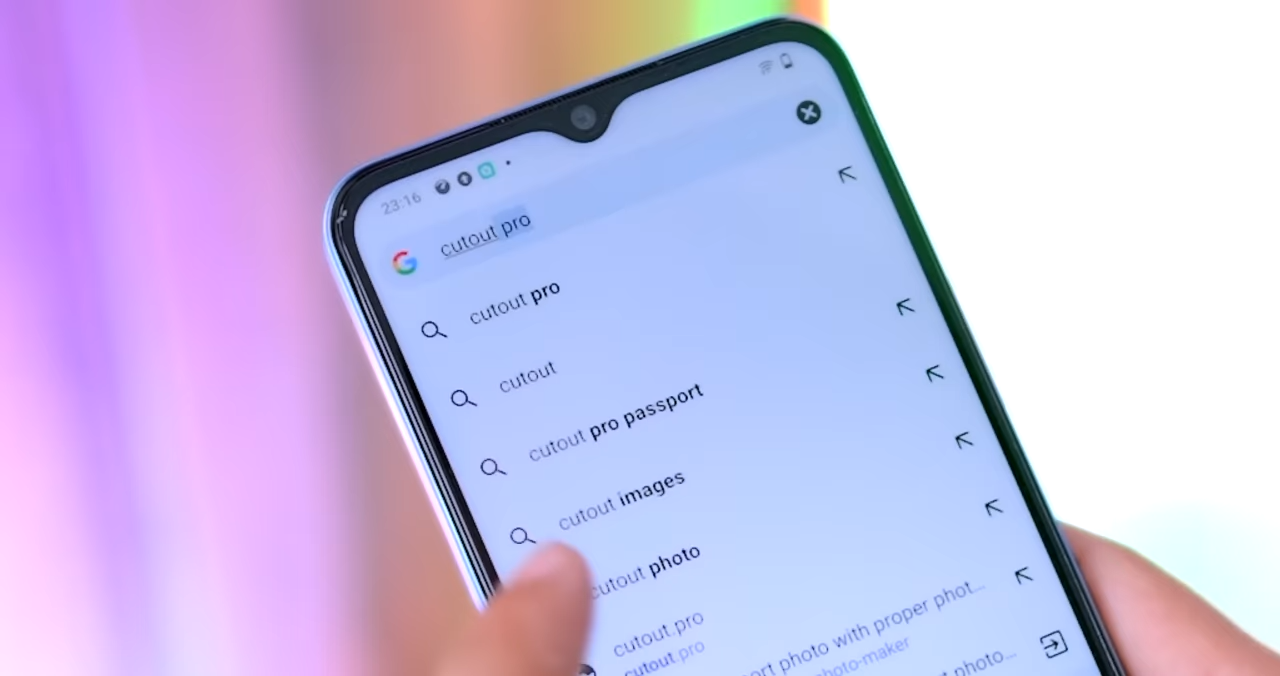 23:16
cutout pro
cutout pro
cutout
cutout pro passport
cutout images
cutout photo
cutout.pro
cutout.pro
photo with proper phot...
photo-maker
photo...